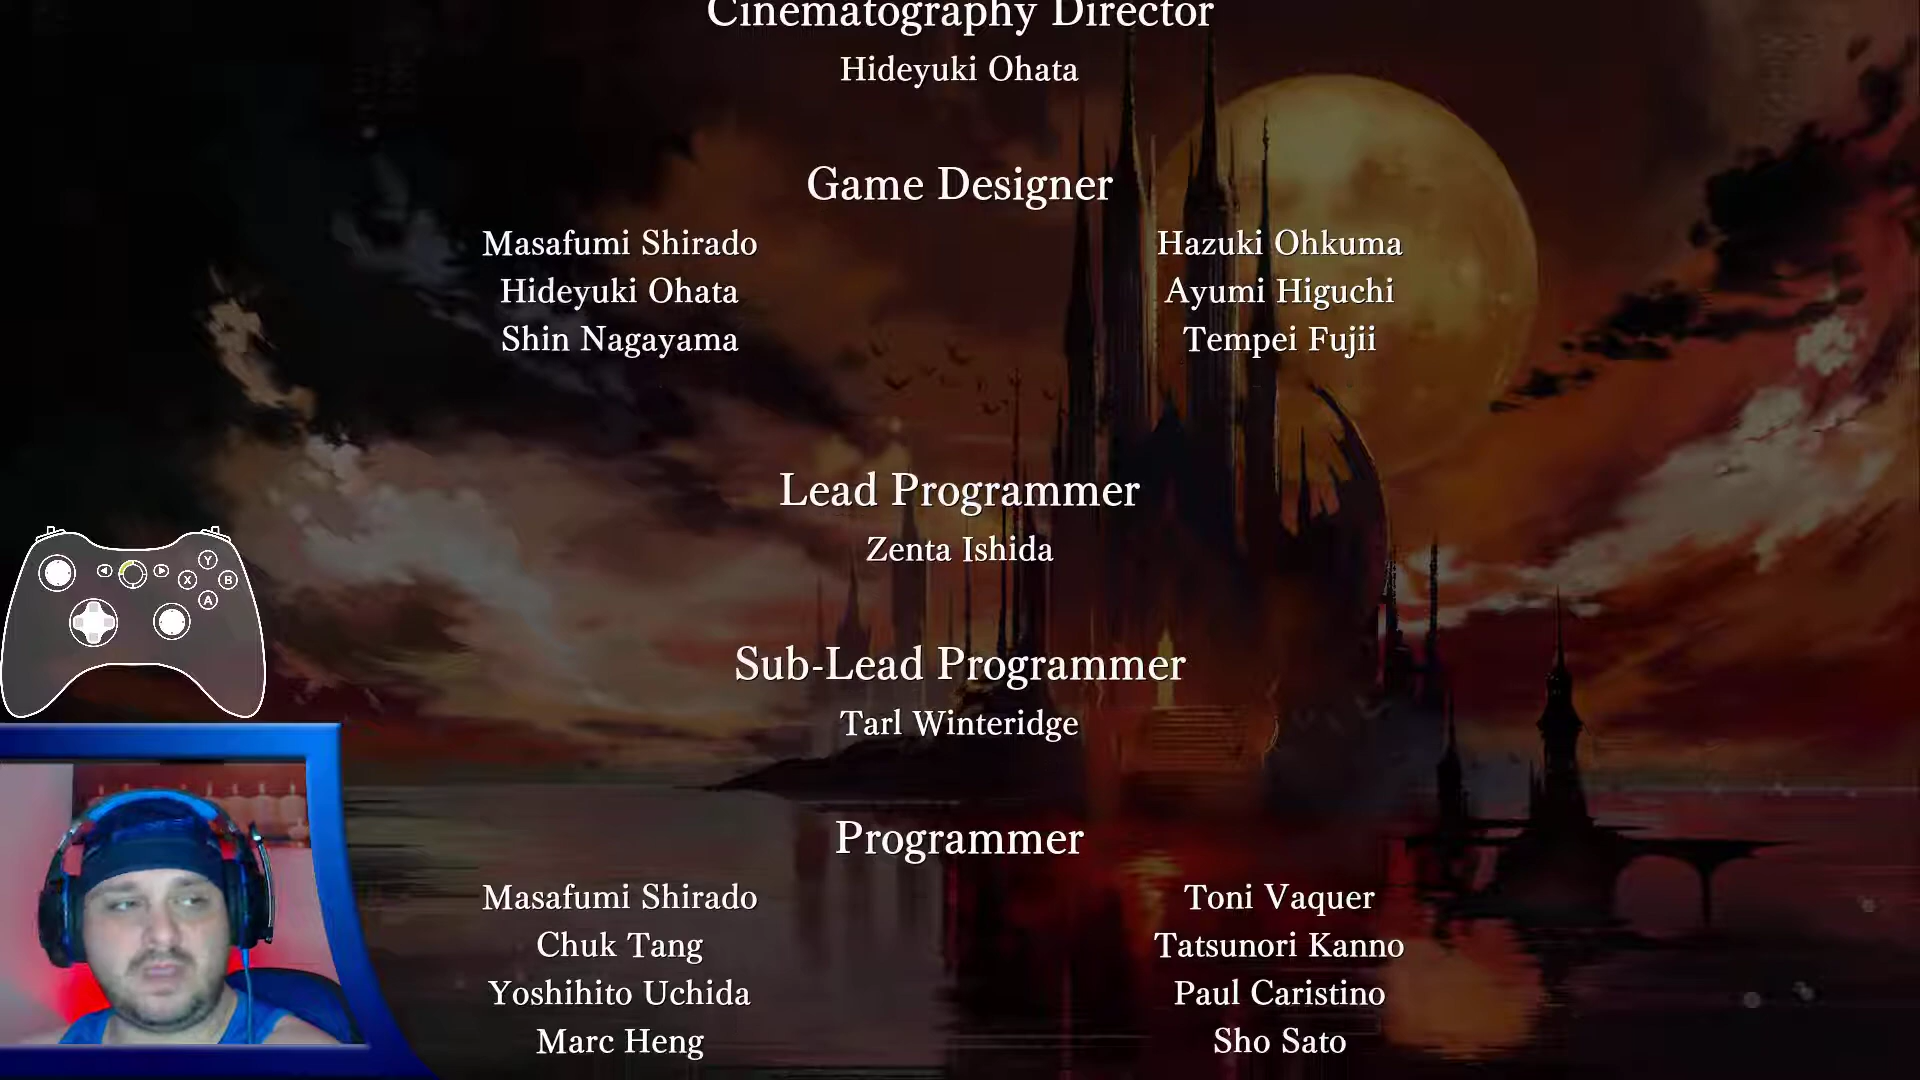 Cinematography Director
Hideyuki Ohata
Game Designer
Masafumi Shirado Hazuki Ohkuma
Hideyuki Ohata Ayumi Higuchi
Shin Nagayama Tempei Fujii
Lead Programmer
Zenta Ishida
Sub-Lead Programmer
Tarl Winteridge
Programmer
Masafumi Shirado Toni Vaquer
Chuk Tang Tatsunori Kanno
Yoshihito Uchida Paul Caristino
Marc Heng Sho Sato
Y
X B
A